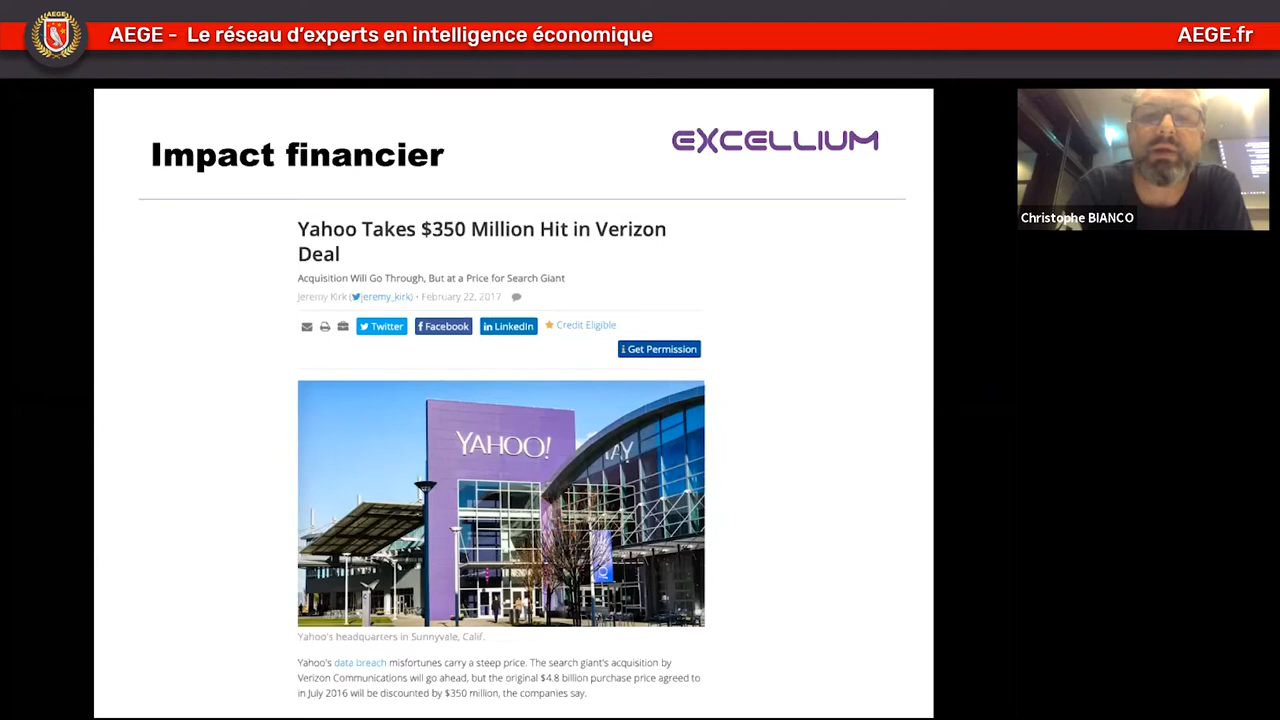 AEGE
AEGE - Le réseau d'experts en intelligence économique
AEGE.fr
Impact financier
EXCELLIUM
Christophe BIANCO
Yahoo Takes $350 Million Hit in Verizon
Deal
Acquisition Will Go Through, But at a Price for Search Giant
Jeremy Kirk (jeremy_kirk) • February 22, 2017
Twitter
Facebook
LinkedIn
Credit Eligible
Get Permission
YAHOO!
Yahoo's headquarters in Sunnyvale, Calif.
Yahoo's data breach misfortunes carry a steep price. The search giant's acquisition by
Verizon Communications will go ahead, but the original $4.8 billion purchase price agreed to
in July 2016 will be discounted by $350 million, the companies say.